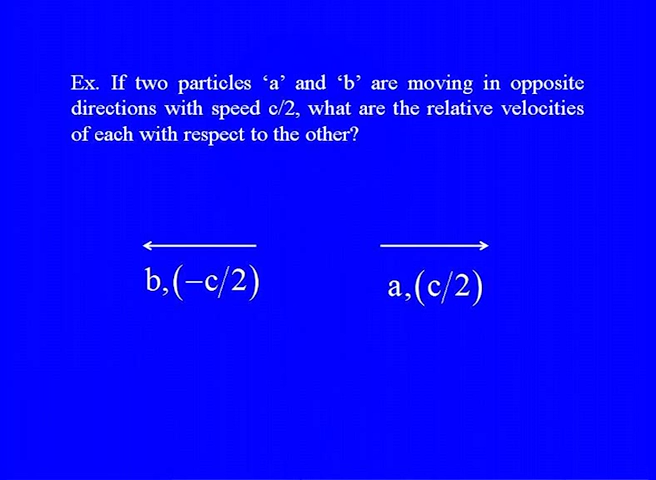 Ex. If two particles ‘a’ and ‘b’ are moving in opposite
directions with speed c/2, what are the relative velocities
of each with respect to the other?
b,(−c/2) a,(c/2)